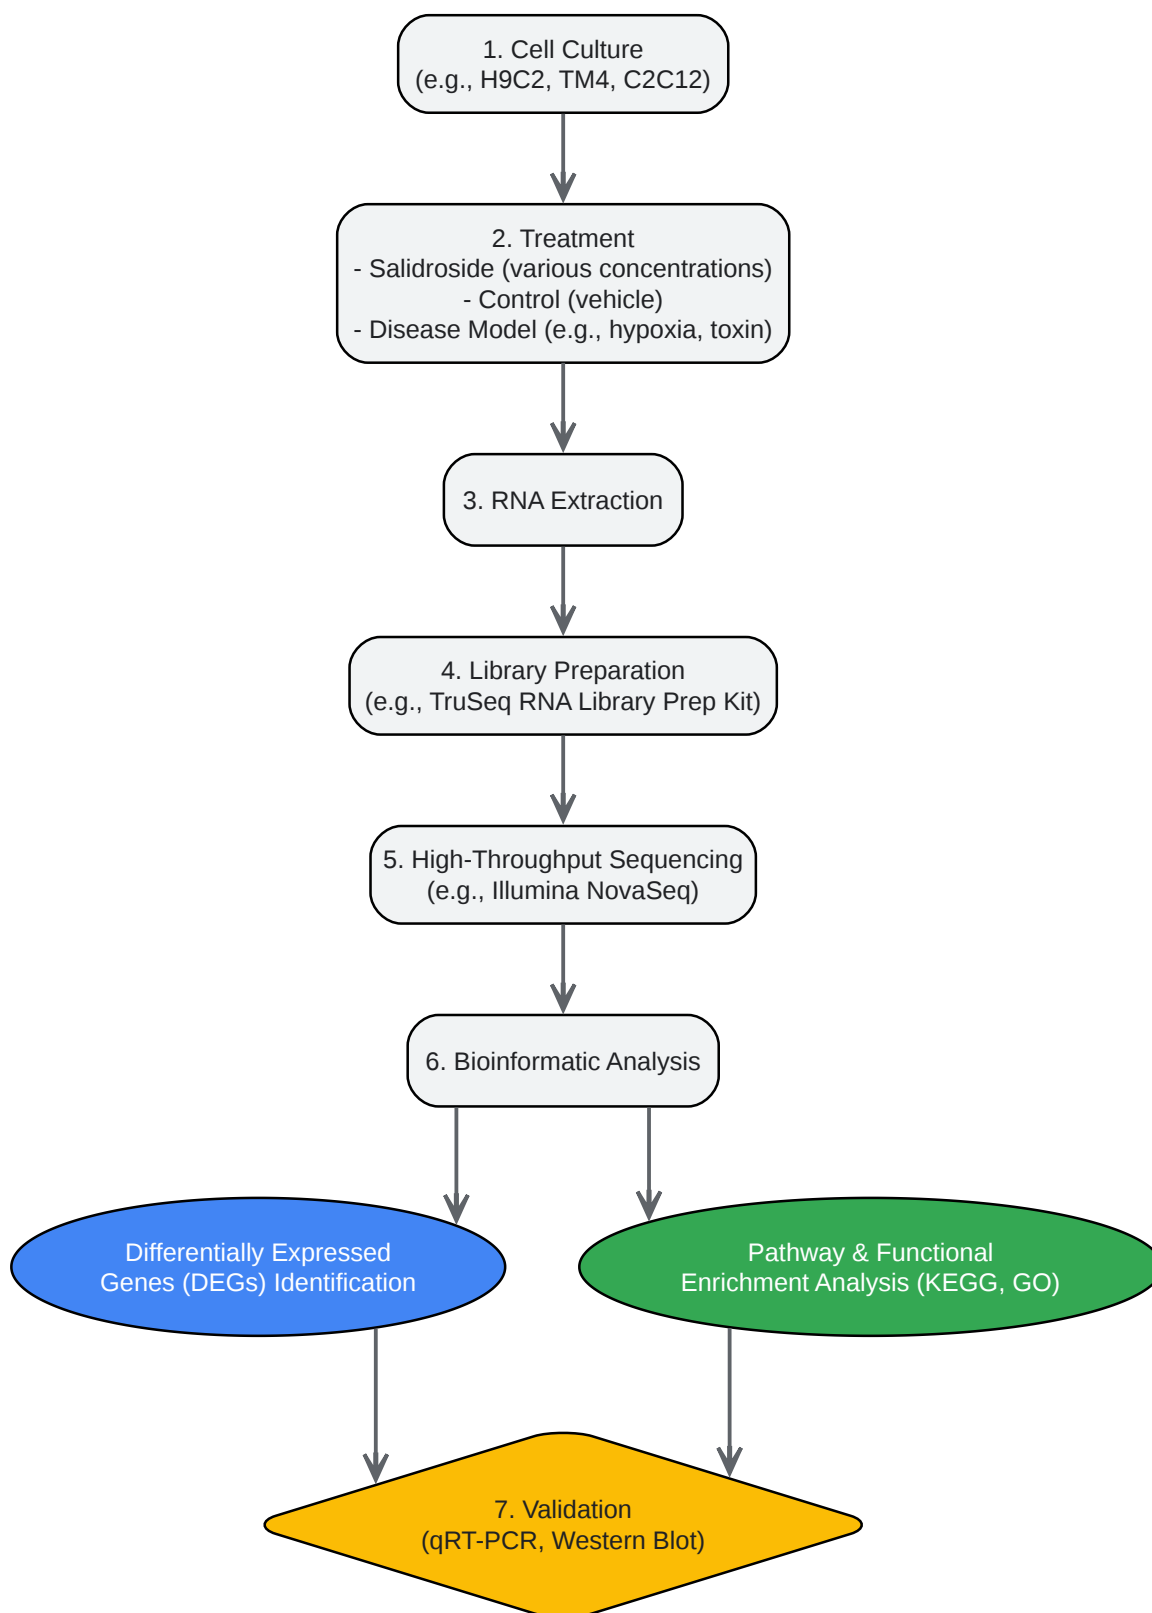 1. Cell Culture
(e.g., H9C2, TM4, C2C12)
2. Treatment
- Salidroside (various concentrations)
- Control (vehicle)
- Disease Model (e.g., hypoxia, toxin)
3. RNA Extraction
4. Library Preparation
(e.g., TruSeq RNA Library Prep Kit)
5. High-Throughput Sequencing
(e.g., Illumina NovaSeq)
6. Bioinformatic Analysis
Differentially Expressed
Genes (DEGs) Identification
Pathway & Functional
Enrichment Analysis (KEGG, GO)
7. Validation
(qRT-PCR, Western Blot)